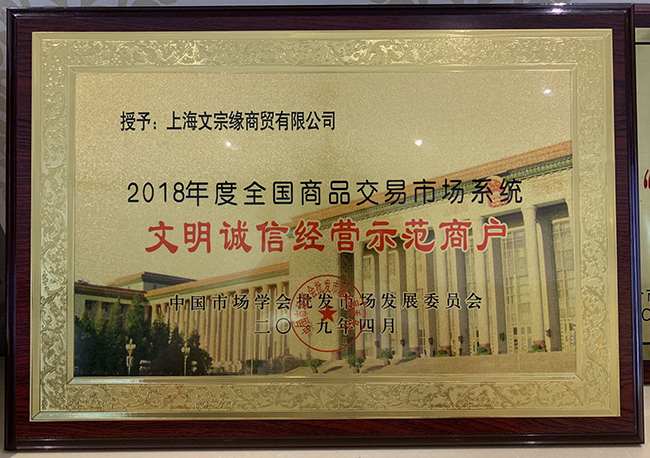 授予：上海文宗缘商贸有限公司
2018年度全国商品交易市场系统
文明诚信经营示范商户
中国市场学会批发市场发展委员会
二〇一九年四月